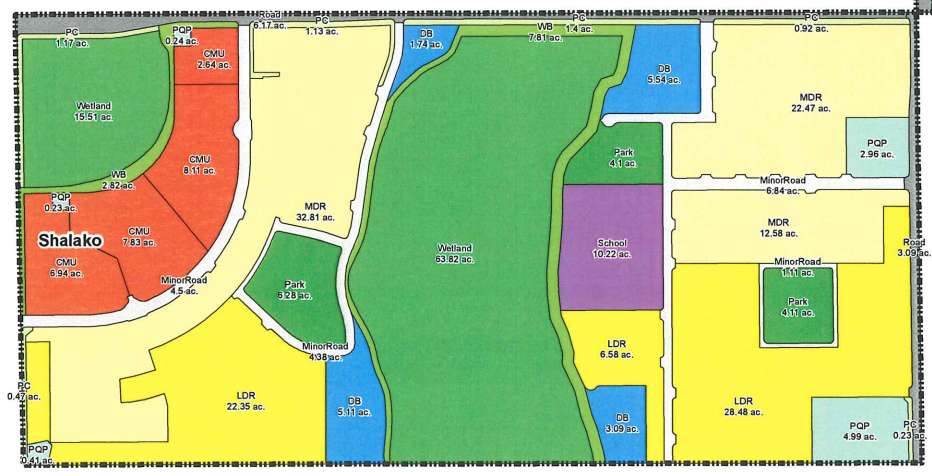 Road
6.17 ac.
PC
1.13 ac.
PC
1.4 ac.
PC
0.92 ac.
PC
1.17 ac.
PQP
0.24 ac.
CMU
2.64 ac.
DB
1.74 ac.
WB
7.81 ac.
DB
5.54 ac.
MDR
22.47 ac.
Wetland
15.51 ac.
PQP
2.96 ac.
Park
4.1 ac.
CMU
8.11 ac.
WB
2.82 ac.
MinorRoad
6.84 ac.
PQP
0.23 ac.
MDR
32.81 ac.
MDR
12.58 ac.
Shalako
CMU
7.83 ac.
CMU
6.94 ac.
Wetland
63.82 ac.
School
10.22 ac.
Road
3.09 ac.
MinorRoad
1.11 ac.
MinorRoad
4.5 ac.
Park
6.28 ac.
Park
4.11 ac.
MinorRoad
4.38 ac.
LDR
6.58 ac.
PC
0.47 ac.
LDR
22.35 ac.
DB
5.11 ac.
LDR
28.48 ac.
DB
3.09 ac.
PQP
4.99 ac.
PC
0.23 ac.
PQP
0.41 ac.